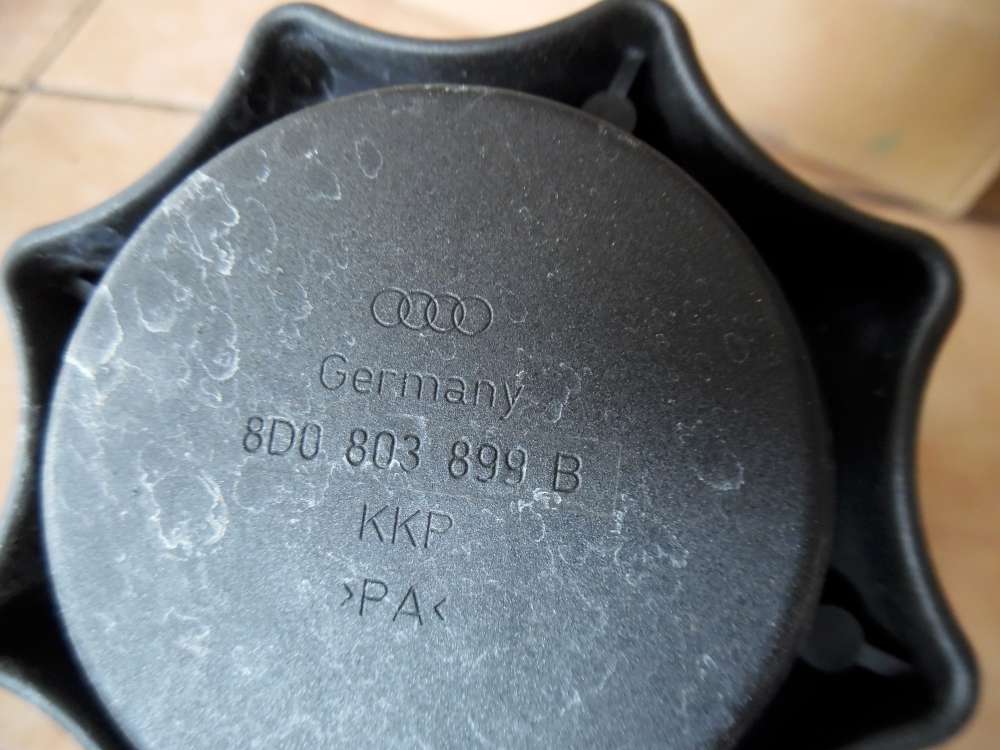 Germany
8D0 803 899 B
KKP
>PA<